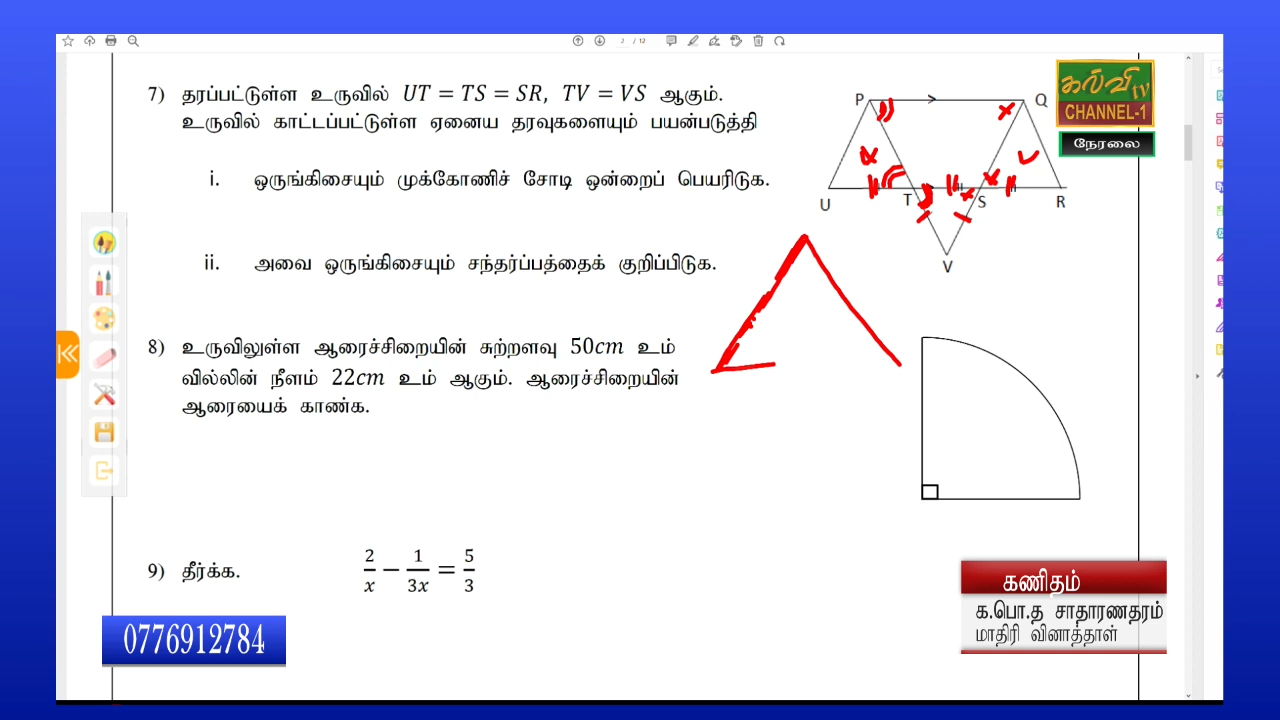 2 / 12
கல்வி tv
CHANNEL-1
நேரலை
7) தரப்பட்டுள்ள உருவில் UT = TS = SR, TV = VS ஆகும்.
உருவில் காட்டப்பட்டுள்ள ஏனைய தரவுகளையும் பயன்படுத்தி
i. ஒருங்கிசையும் முக்கோணிச் சோடி ஒன்றைப் பெயரிடுக.
ii. அவை ஒருங்கிசையும் சந்தர்ப்பத்தைக் குறிப்பிடுக.
P Q
U T S R
V
8) உருவிலுள்ள ஆரைச்சிறையின் சுற்றளவு 50cm உம்
வில்லின் நீளம் 22cm உம் ஆகும். ஆரைச்சிறையின்
ஆரையைக் காண்க.
9) தீர்க்க. 2/x − 1/3x = 5/3
0776912784
கணிதம்
க.பொ.த சாதாரணதரம்
மாதிரி வினாத்தாள்